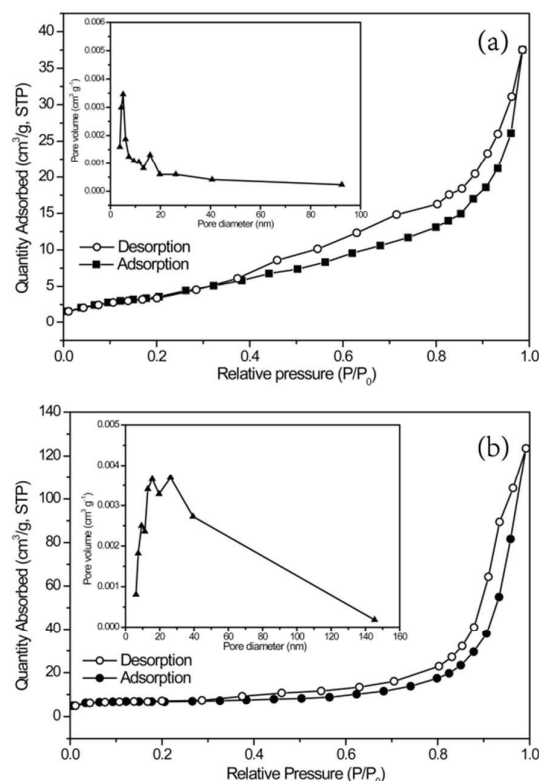 (a)
Quantity Adsorbed (cm³/g, STP)
40
35
30
25
20
15
10
5
0
0.0 0.2 0.4 0.6 0.8 1.0
Relative pressure (P/P₀)
Desorption
Adsorption
Pore volume (cm³ g⁻¹)
0.006
0.005
0.004
0.003
0.002
0.001
0.000
0 20 40 60 80 100
Pore diameter (nm)
(b)
Quantity Absorbed (cm³/g, STP)
140
120
100
80
60
40
20
0
0.0 0.2 0.4 0.6 0.8 1.0
Relative Pressure (P/P₀)
Desorption
Adsorption
Pore volume (cm³ g⁻¹)
0.005
0.004
0.003
0.002
0.001
0.000
0 20 40 60 80 100 120 140 160
Pore diameter (nm)